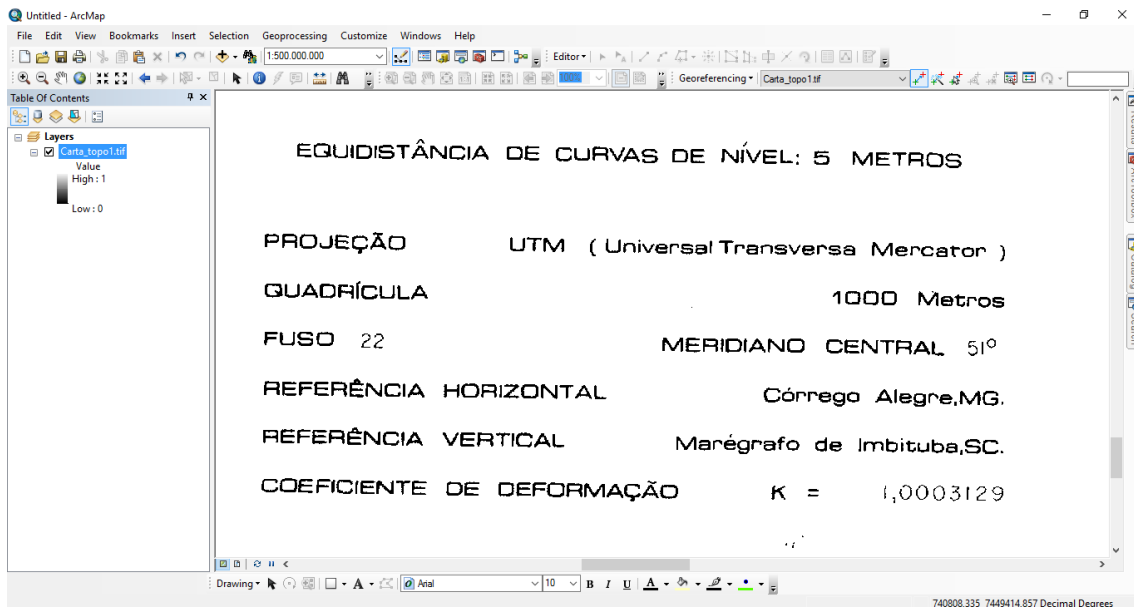 Untitled - ArcMap
File Edit View Bookmarks Insert Selection Geoprocessing Customize Windows Help
1:500.000.000 Editor
100% Georeferencing Carta_topo1.tif
Table Of Contents
Layers
Carta_topo1.tif
Value
High : 1
Low : 0
EQUIDISTÂNCIA DE CURVAS DE NÍVEL: 5 METROS
PROJEÇÃO UTM ( Universal Transversa Mercator )
QUADRÍCULA 1000 Metros
FUSO 22 MERIDIANO CENTRAL 51º
REFERÊNCIA HORIZONTAL Córrego Alegre,MG.
REFERÊNCIA VERTICAL Marégrafo de Imbituba,SC.
COEFICIENTE DE DEFORMAÇÃO K = 1,0003129
Drawing A Arial 10 B I U A
740808,335 7449414,857 Decimal Degrees